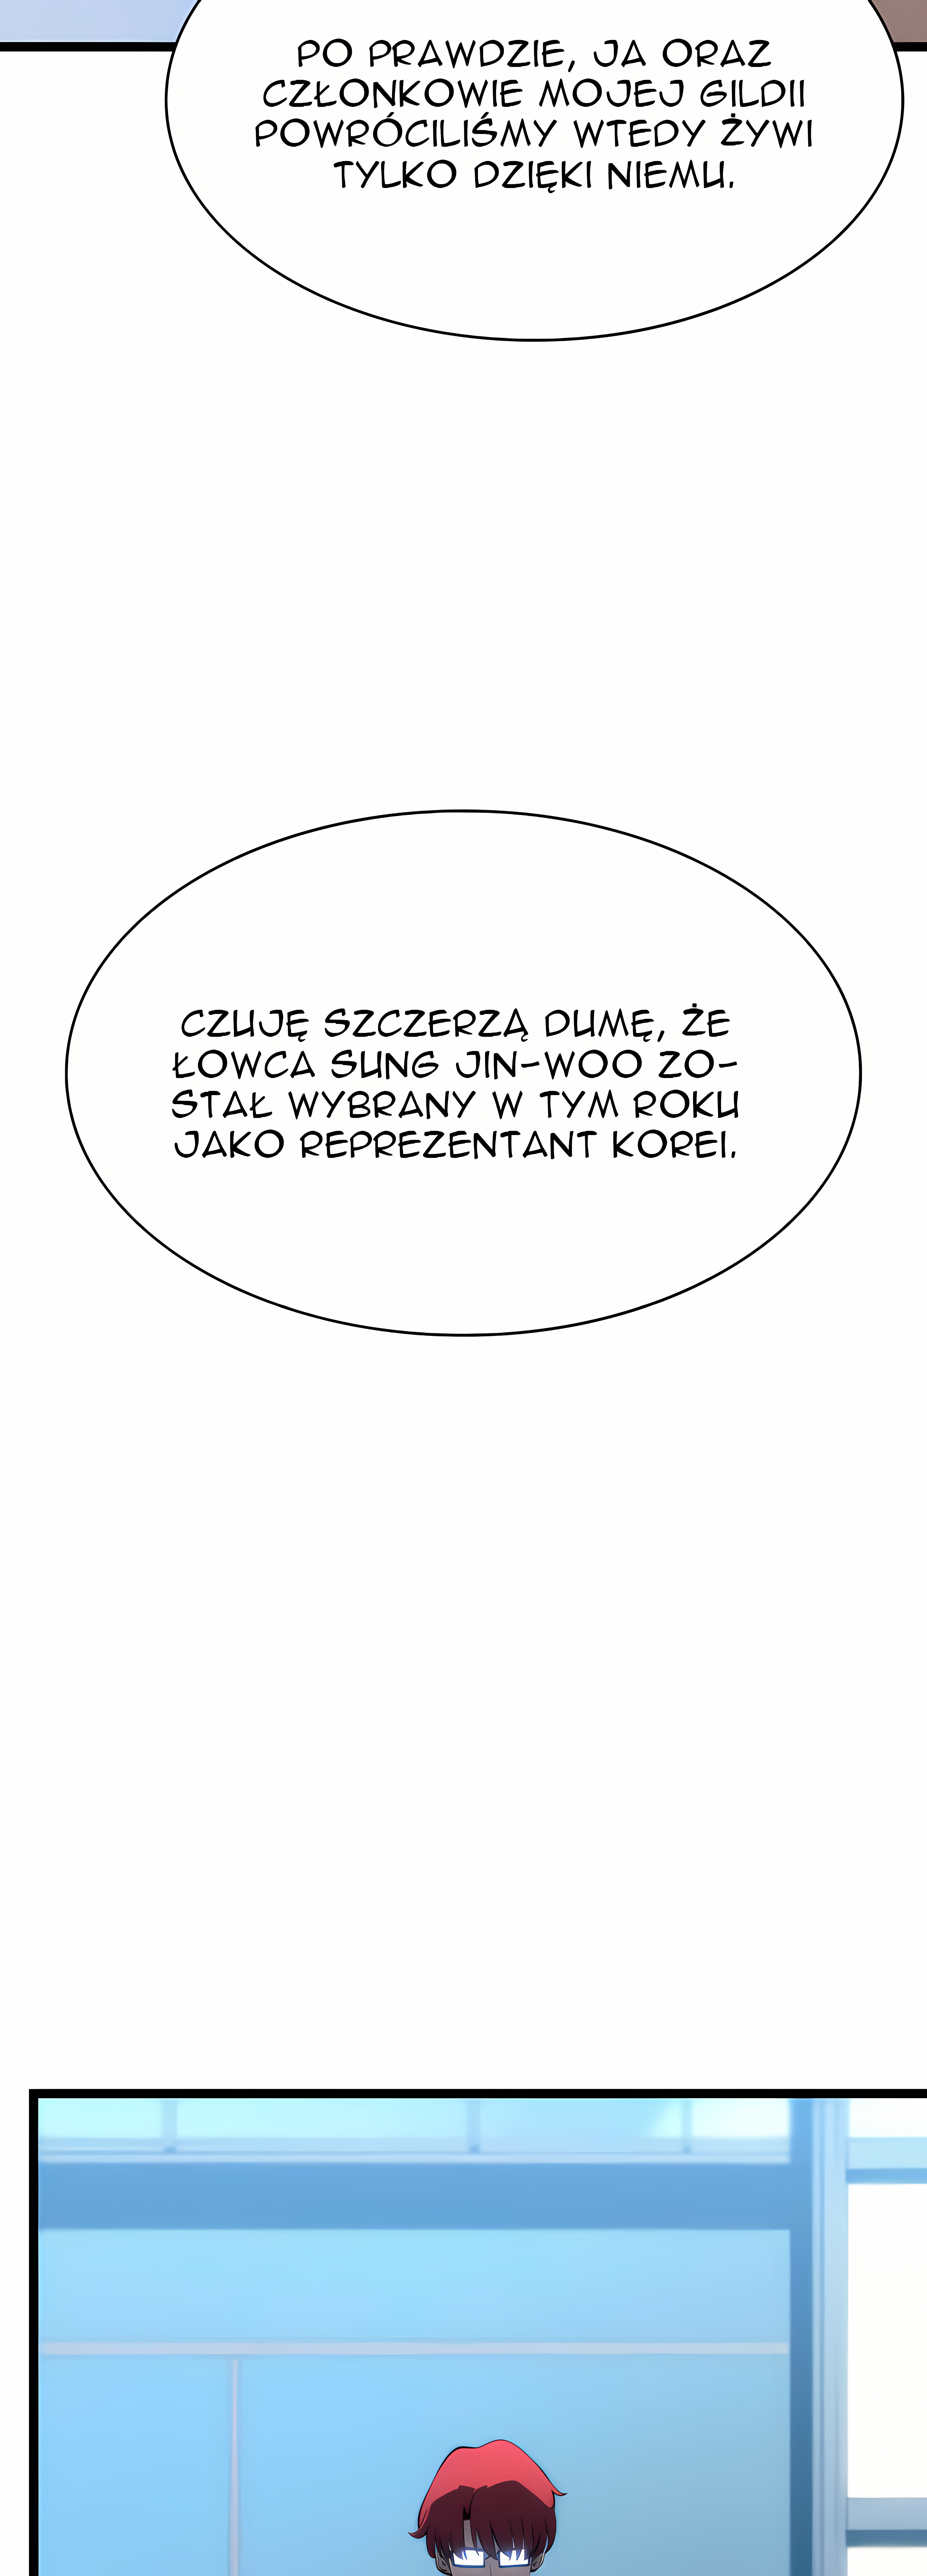 PO PRAWDZIE, JA ORAZ
CZŁONKOWIE MOJEJ GILDII
POWRÓCILIŚMY WTEDY ŻYWI
TYLKO DZIĘKI NIEMU.
CZUJĘ SZCZERZĄ DUMĘ, ŻE
ŁOWCA SUNG JIN-WOO ZO-
STAŁ WYBRANY W TYM ROKU
JAKO REPREZENTANT KOREI.